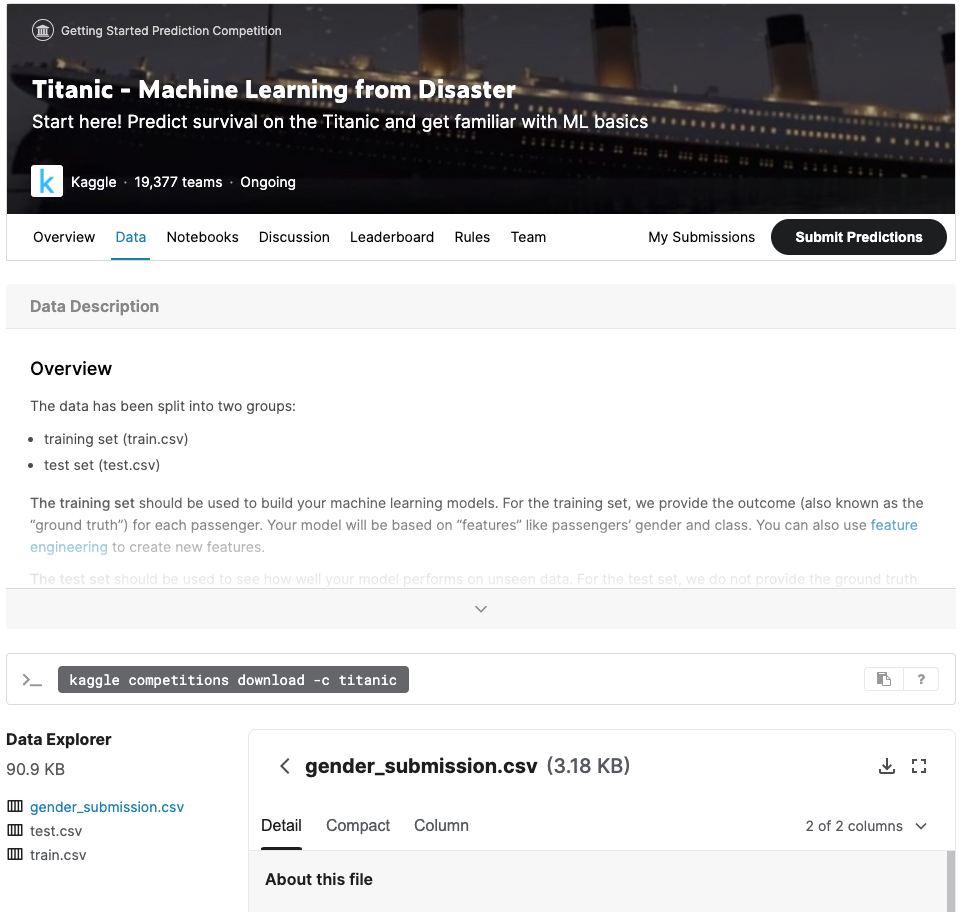 Getting Started Prediction Competition
Titanic - Machine Learning from Disaster
Start here! Predict survival on the Titanic and get familiar with ML basics
k Kaggle · 19,377 teams · Ongoing
Overview Data Notebooks Discussion Leaderboard Rules Team My Submissions Submit Predictions
Data Description
Overview
The data has been split into two groups:
• training set (train.csv)
• test set (test.csv)
The training set should be used to build your machine learning models. For the training set, we provide the outcome (also known as the
“ground truth”) for each passenger. Your model will be based on “features” like passengers’ gender and class. You can also use feature
engineering to create new features.
The test set should be used to see how well your model performs on unseen data. For the test set, we do not provide the ground truth
>_ kaggle competitions download -c titanic ?
Data Explorer
90.9 KB
gender_submission.csv
test.csv
train.csv
gender_submission.csv (3.18 KB)
Detail Compact Column 2 of 2 columns
About this file